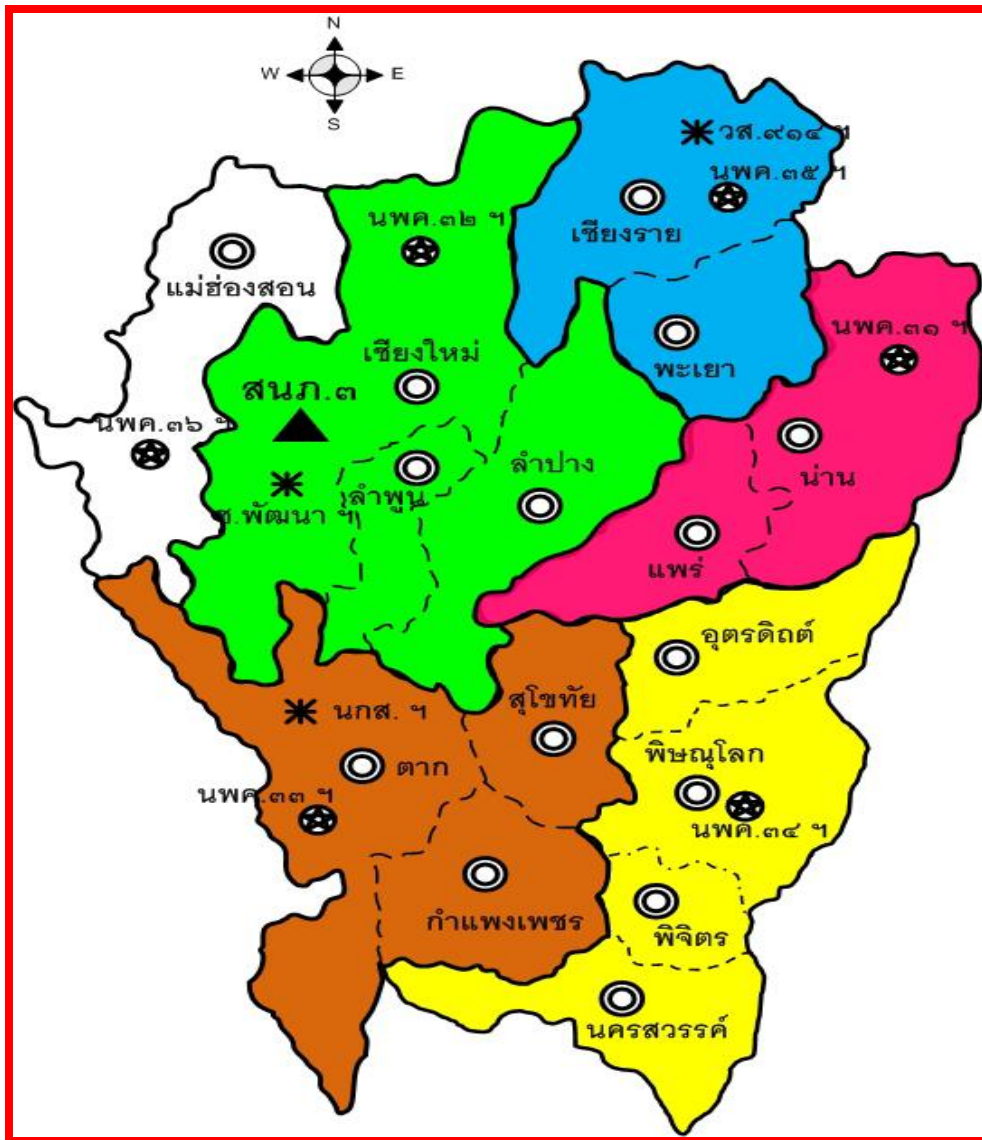 N
W E
S
วส.๙๑๔ ฯ
นพค.๓๕ ฯ
นพค.๓๒ ฯ
เชียงราย
แม่ฮ่องสอน
นพค.๓๑ ฯ
เชียงใหม่
พะเยา
สนภ.๓
นพค.๓๖ ฯ
ลำปาง
น่าน
ลำพูน
ช.พัฒนา ฯ
แพร่
อุตรดิตถ์
สุโขทัย
นกส. ฯ
พิษณุโลก
ตาก
นพค.๓๓ ฯ
นพค.๓๔ ฯ
กำแพงเพชร
พิจิตร
นครสวรรค์